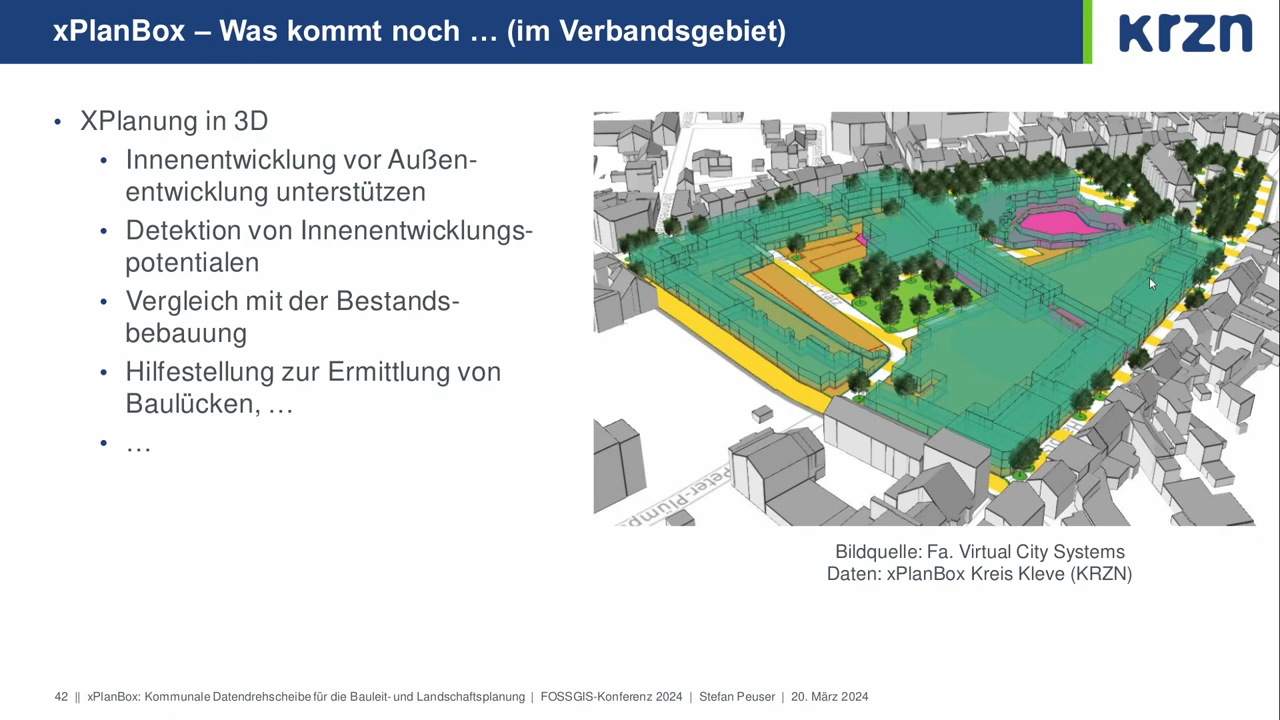 xPlanBox – Was kommt noch … (im Verbandsgebiet)
krzn
• XPlanung in 3D
• Innenentwicklung vor Außen-
entwicklung unterstützen
• Detektion von Innenentwicklungs-
potentialen
• Vergleich mit der Bestands-
bebauung
• Hilfestellung zur Ermittlung von
Baulücken, …
• …
Bildquelle: Fa. Virtual City Systems
Daten: xPlanBox Kreis Kleve (KRZN)
42 || xPlanBox: Kommunale Datendrehscheibe für die Bauleit- und Landschaftsplanung | FOSSGIS-Konferenz 2024 | Stefan Peuser | 20. März 2024